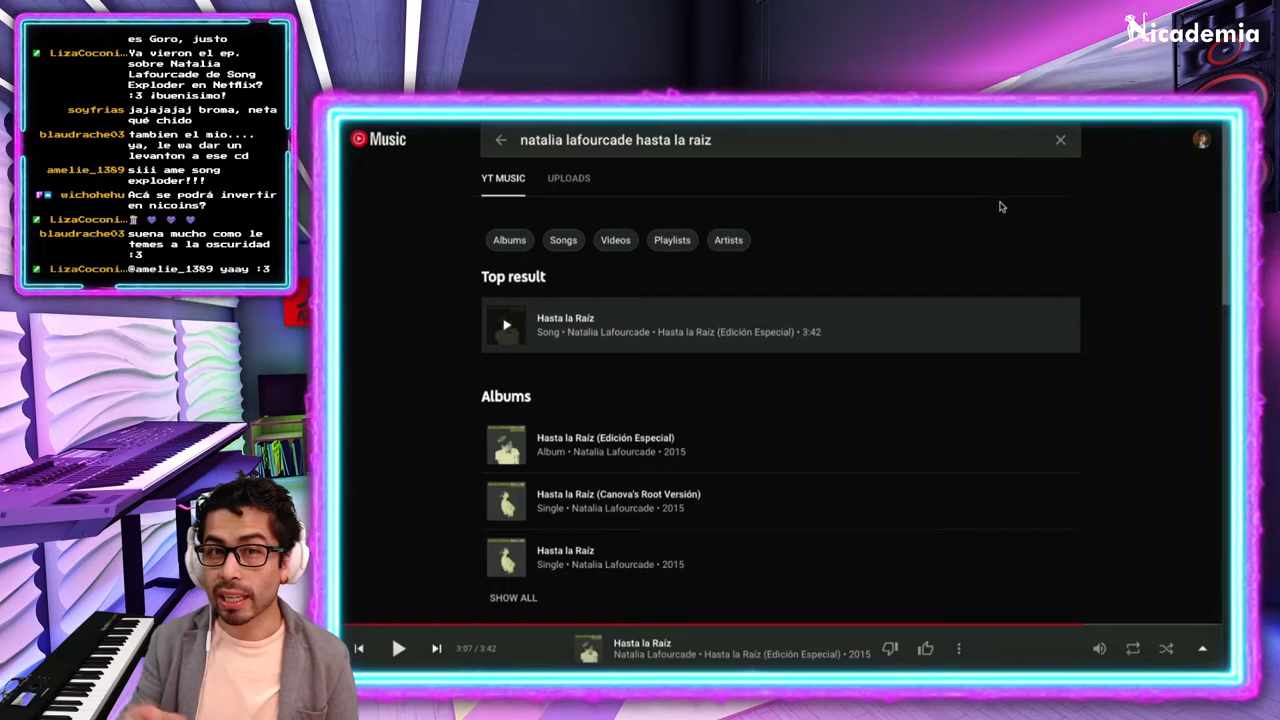 es Goro, justo
LizaCoconi... Ya vieron el ep.
sobre Natalia
Lafourcade de Song
Exploder en Netflix?
:3 ¡buenisimo!
soyfrias jajajajaj broma, neta
qué chido
blaudrache03 tambien el mio....
ya, le wa dar un
levanton a ese cd
amelie_1389 siii ame song
exploder!!!
wichohehu Acá se podrá invertir
en nicoins?
LizaCoconi...
blaudrache03 suena mucho como le
temes a la oscuridad
:3
LizaCoconi... @amelie_1389 yaay :3
Nicademia
Music
natalia lafourcade hasta la raiz
YT MUSIC UPLOADS
Albums Songs Videos Playlists Artists
Top result
Hasta la Raíz
Song • Natalia Lafourcade • Hasta la Raíz (Edición Especial) • 3:42
Albums
Hasta la Raíz (Edición Especial)
Album • Natalia Lafourcade • 2015
Hasta la Raíz (Canova's Root Versión)
Single • Natalia Lafourcade • 2015
Hasta la Raíz
Single • Natalia Lafourcade • 2015
SHOW ALL
3:07 / 3:42
Hasta la Raíz
Natalia Lafourcade • Hasta la Raíz (Edición Especial) • 2015